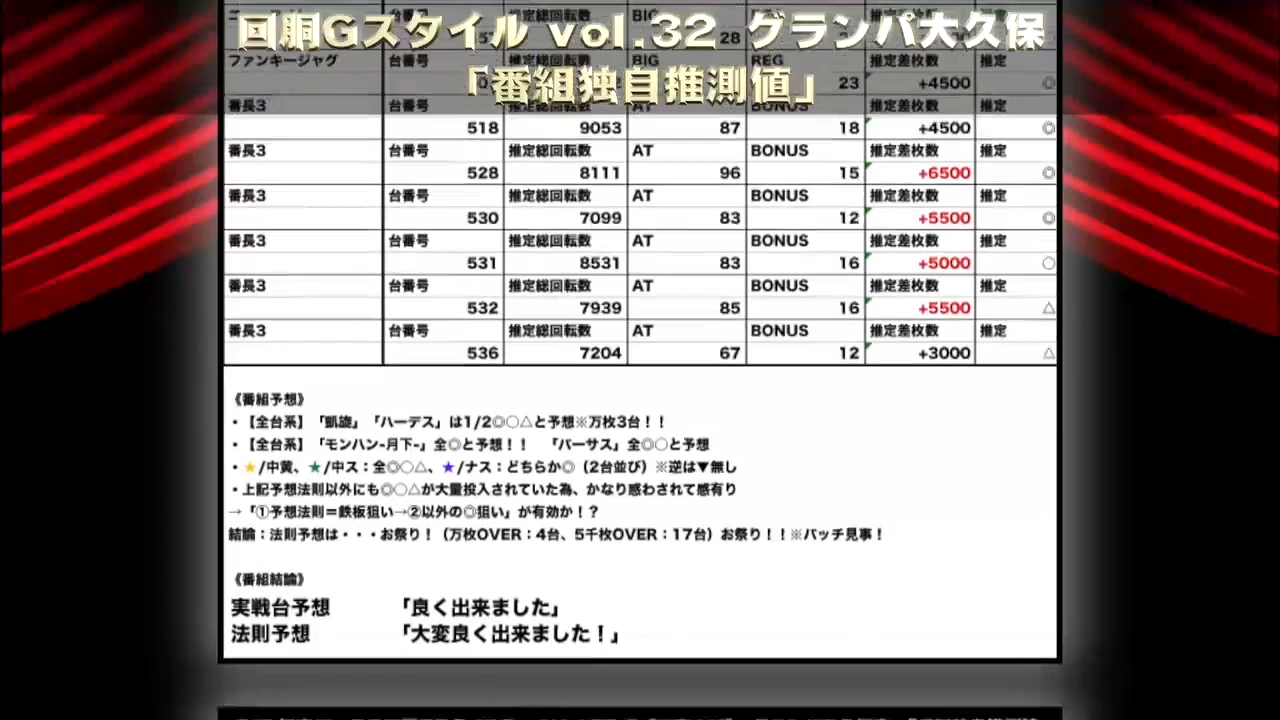 回胴Gスタイル vol.32 グランパ大久保
「番組独自推測値」
台番号 推定総回転数 BIG
28
ファンキージャグ 台番号 推定総回転数 BIG REG 推定差枚数 推定
23 +4500 ◎
番長3 台番号 推定総回転数 AT BONUS 推定差枚数 推定
518 9053 87 18 +4500 ◎
番長3 台番号 推定総回転数 AT BONUS 推定差枚数 推定
528 8111 96 15 +6500 ◎
番長3 台番号 推定総回転数 AT BONUS 推定差枚数 推定
530 7099 83 12 +5500 ◎
番長3 台番号 推定総回転数 AT BONUS 推定差枚数 推定
531 8531 83 16 +5000 ○
番長3 台番号 推定総回転数 AT BONUS 推定差枚数 推定
532 7939 85 16 +5500 △
番長3 台番号 推定総回転数 AT BONUS 推定差枚数 推定
536 7204 67 12 +3000 △
《番組予想》
・【全台系】「凱旋」「ハーデス」は1/2◎○△と予想※万枚3台！！
・【全台系】「モンハン-月下-」全◎と予想！！ 「バーサス」全◎○と予想
・★/中黄、★/中ス：全◎○△、★/ナス：どちらか◎（2台並び）※逆は▼無し
・上記予想法則以外にも◎○△が大量投入されていた為、かなり惑わされて感有り
→「①予想法則＝鉄板狙い→②以外の◎狙い」が有効か！？
結論：法則予想は・・・お祭り！（万枚OVER：4台、5千枚OVER：17台）お祭り！！※バッチ見事！
《番組結論》
実戦台予想 「良く出来ました」
法則予想 「大変良く出来ました！」